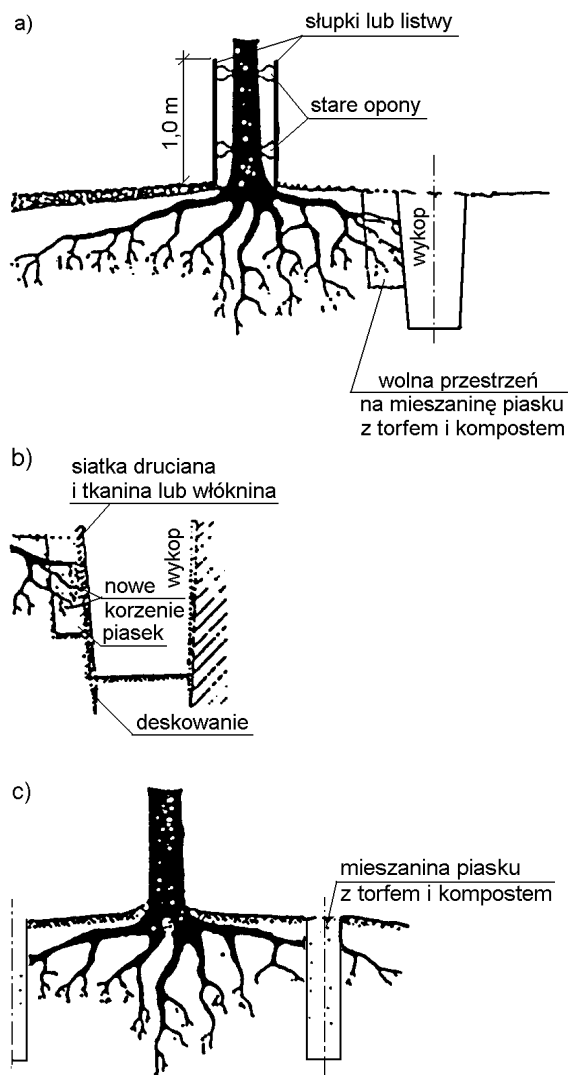 a)
słupki lub listwy
stare opony
1,0 m
wykop
wolna przestrzeń
na mieszaninę piasku
z torfem i kompostem
b)
siatka druciana
i tkanina lub włóknina
wykop
nowe
korzenie
piasek
deskowanie
c)
mieszanina piasku
z torfem i kompostem